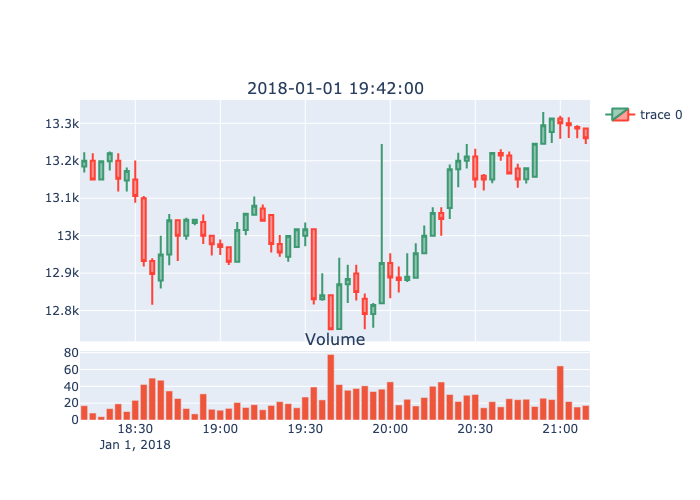 2018-01-01 19:42:00
trace 0
13.3k
13.2k
13.1k
13k
12.9k
12.8k
Volume
80
60
40
20
0
18:30 19:00 19:30 20:00 20:30 21:00
Jan 1, 2018